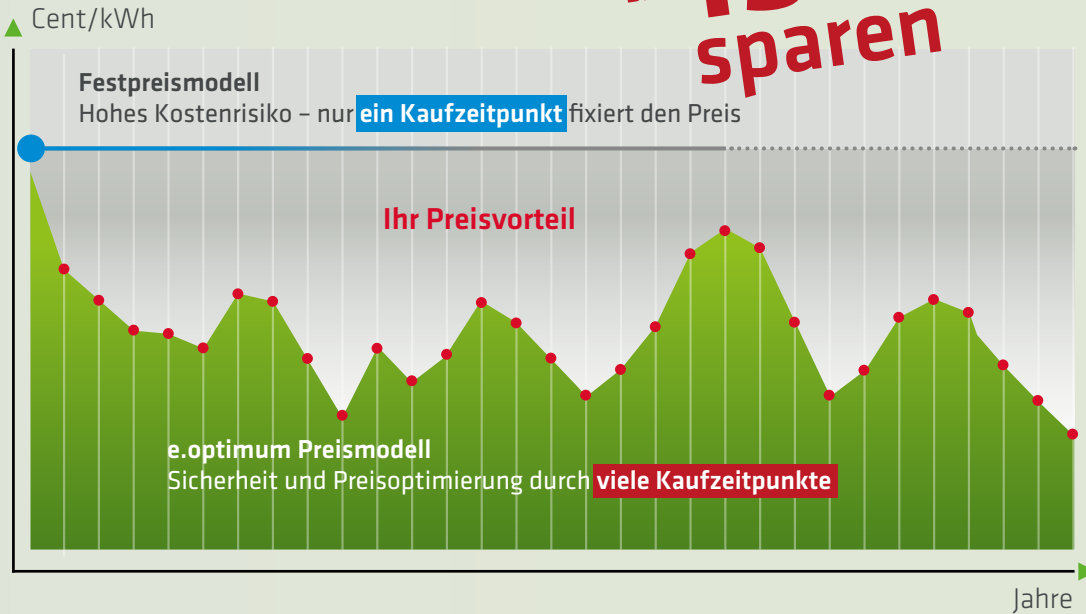 Cent/kWh
sparen
Festpreismodell
Hohes Kostenrisiko – nur ein Kaufzeitpunkt fixiert den Preis
Ihr Preisvorteil
e.optimum Preismodell
Sicherheit und Preisoptimierung durch viele Kaufzeitpunkte
Jahre